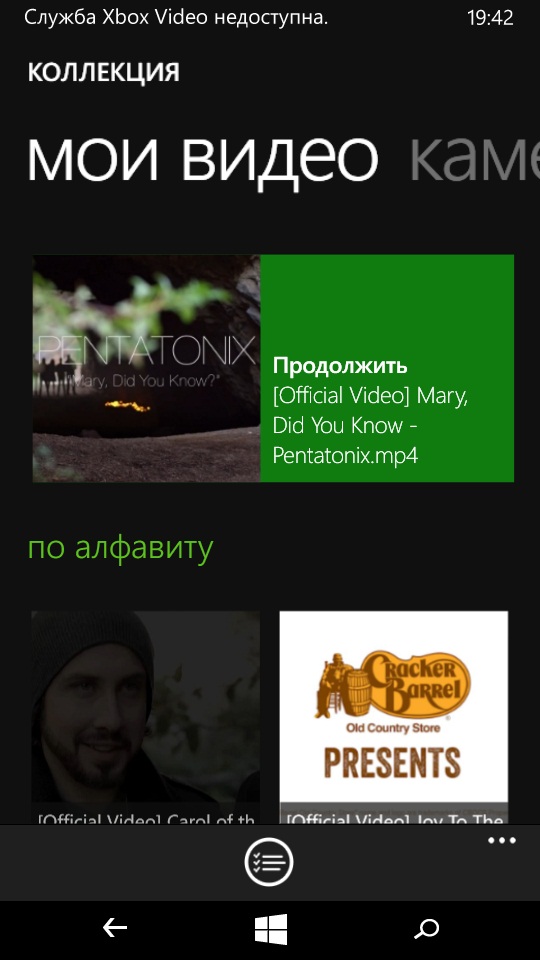 Служба Xbox Video недоступна.
19:42
КОЛЛЕКЦИЯ
мои видео
каме
PENTATONIX
"Mary, Did You Know?"
Продолжить
[Official Video] Mary,
Did You Know -
Pentatonix.mp4
по алфавиту
Cracker
Barrel
Old Country Store
PRESENTS
[Official Video] Carol of th
[Official Video] Joy To The